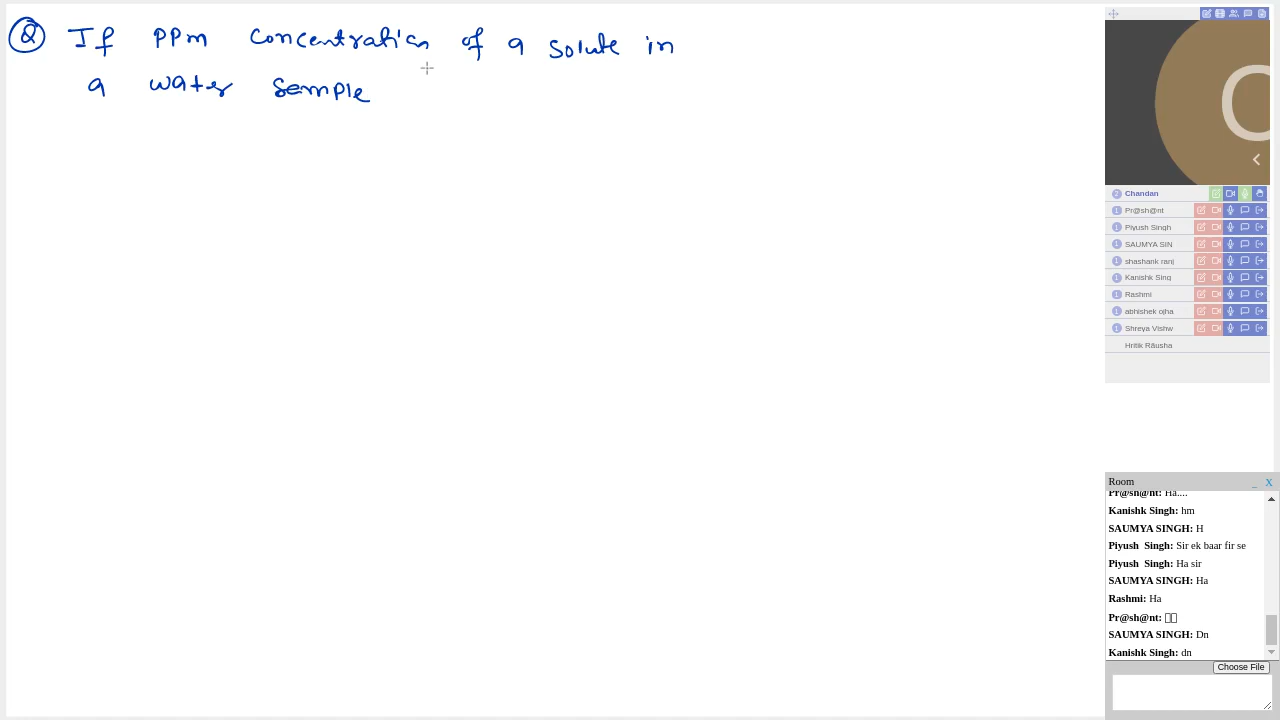 Q If PPm concentration of a solute in
a water sample
C
Chandan
Pr@sh@nt
Piyush Singh
SAUMYA SIN
shashank ranj
Kanishk Sing
Rashmi
abhishek ojha
Shreya Vishw
Hritik Räusha
Room _ X
Pr@sh@nt: Ha....
Kanishk Singh: hm
SAUMYA SINGH: H
Piyush Singh: Sir ek baar fir se
Piyush Singh: Ha sir
SAUMYA SINGH: Ha
Rashmi: Ha
Pr@sh@nt:
SAUMYA SINGH: Dn
Kanishk Singh: dn
Choose File